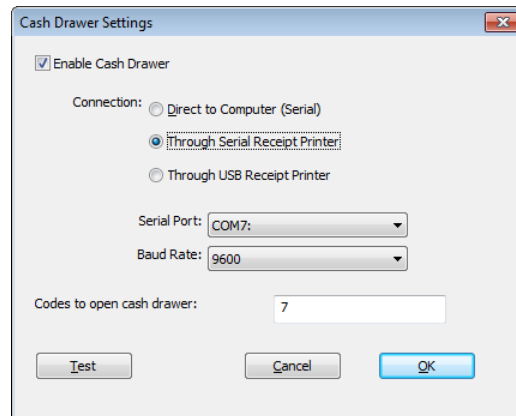 Cash Drawer Settings
Enable Cash Drawer
Connection: Direct to Computer (Serial)
Through Serial Receipt Printer
Through USB Receipt Printer
Serial Port: COM7:
Baud Rate: 9600
Codes to open cash drawer: 7
Test Cancel OK